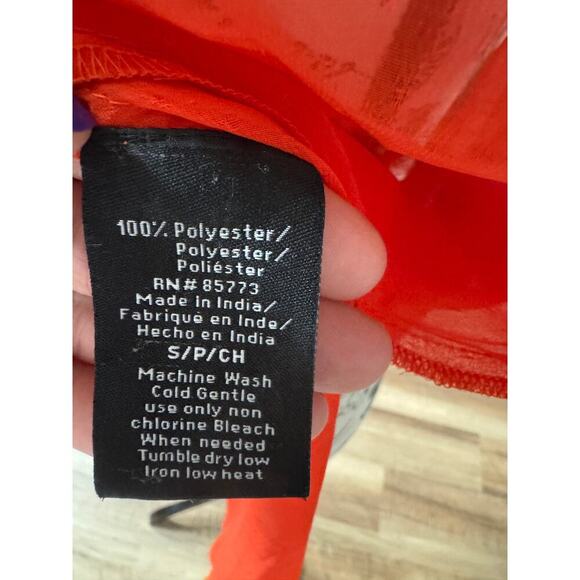 100% Polyester/
Polyester/
Poliéster
RN# 85773
Made In India/
Fabriqué en Inde/
Hecho en India
S/P/CH
Machine Wash
Cold Gentle
use only non
chlorine Bleach
When needed
Tumble dry low
Iron low heat